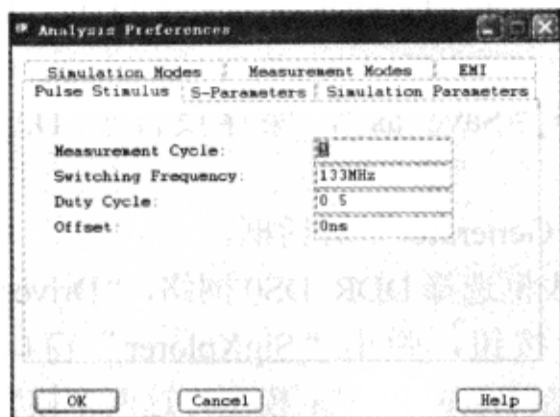 Analysis Preferences
Simulation Modes Measurement Modes EMI
Pulse Stimulus S-Parameters Simulation Parameters
Measurement Cycle:
Switching Frequency: 133MHz
Duty Cycle: 0.5
Offset: 0ns
OK Cancel Help